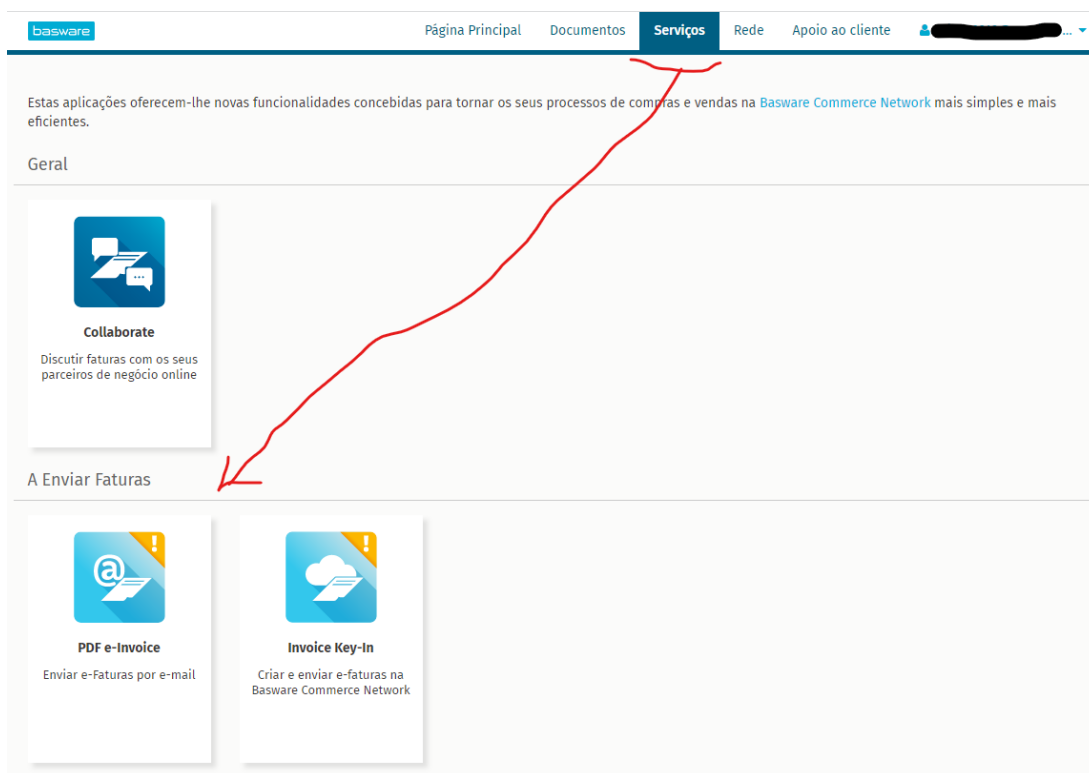 basware
Página Principal Documentos Serviços Rede Apoio ao cliente ...
Estas aplicações oferecem-lhe novas funcionalidades concebidas para tornar os seus processos de compras e vendas na Basware Commerce Network mais simples e mais
eficientes.
Geral
Collaborate
Discutir faturas com os seus
parceiros de negócio online
A Enviar Faturas
@ !
!
PDF e-Invoice
Enviar e-Faturas por e-mail
Invoice Key-In
Criar e enviar e-faturas na
Basware Commerce Network